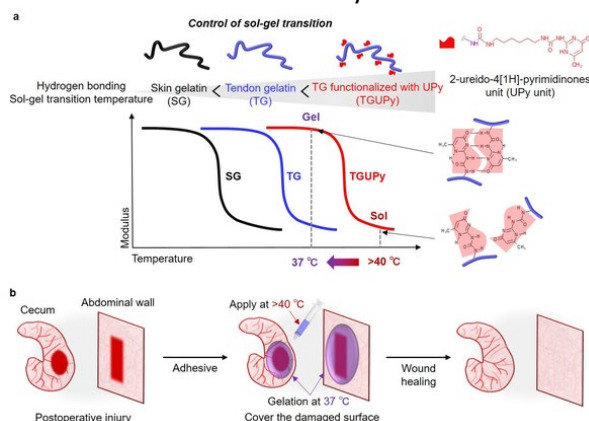 a
Control of sol-gel transition
Hydrogen bonding
Sol-gel transition temperature
Skin gelatin
(SG)
<
Tendon gelatin
(TG)
<
TG functionalized with UPy
(TGUPy)
2-ureido-4[1H]-pyrimidinones
unit (UPy unit)
Gel
SG
TG
TGUPy
Sol
Modulus
Temperature
37 °C
>40 °C
b
Cecum
Abdominal wall
Postoperative injury
Adhesive
Apply at >40 °C
Gelation at 37 °C
Cover the damaged surface
Wound
healing